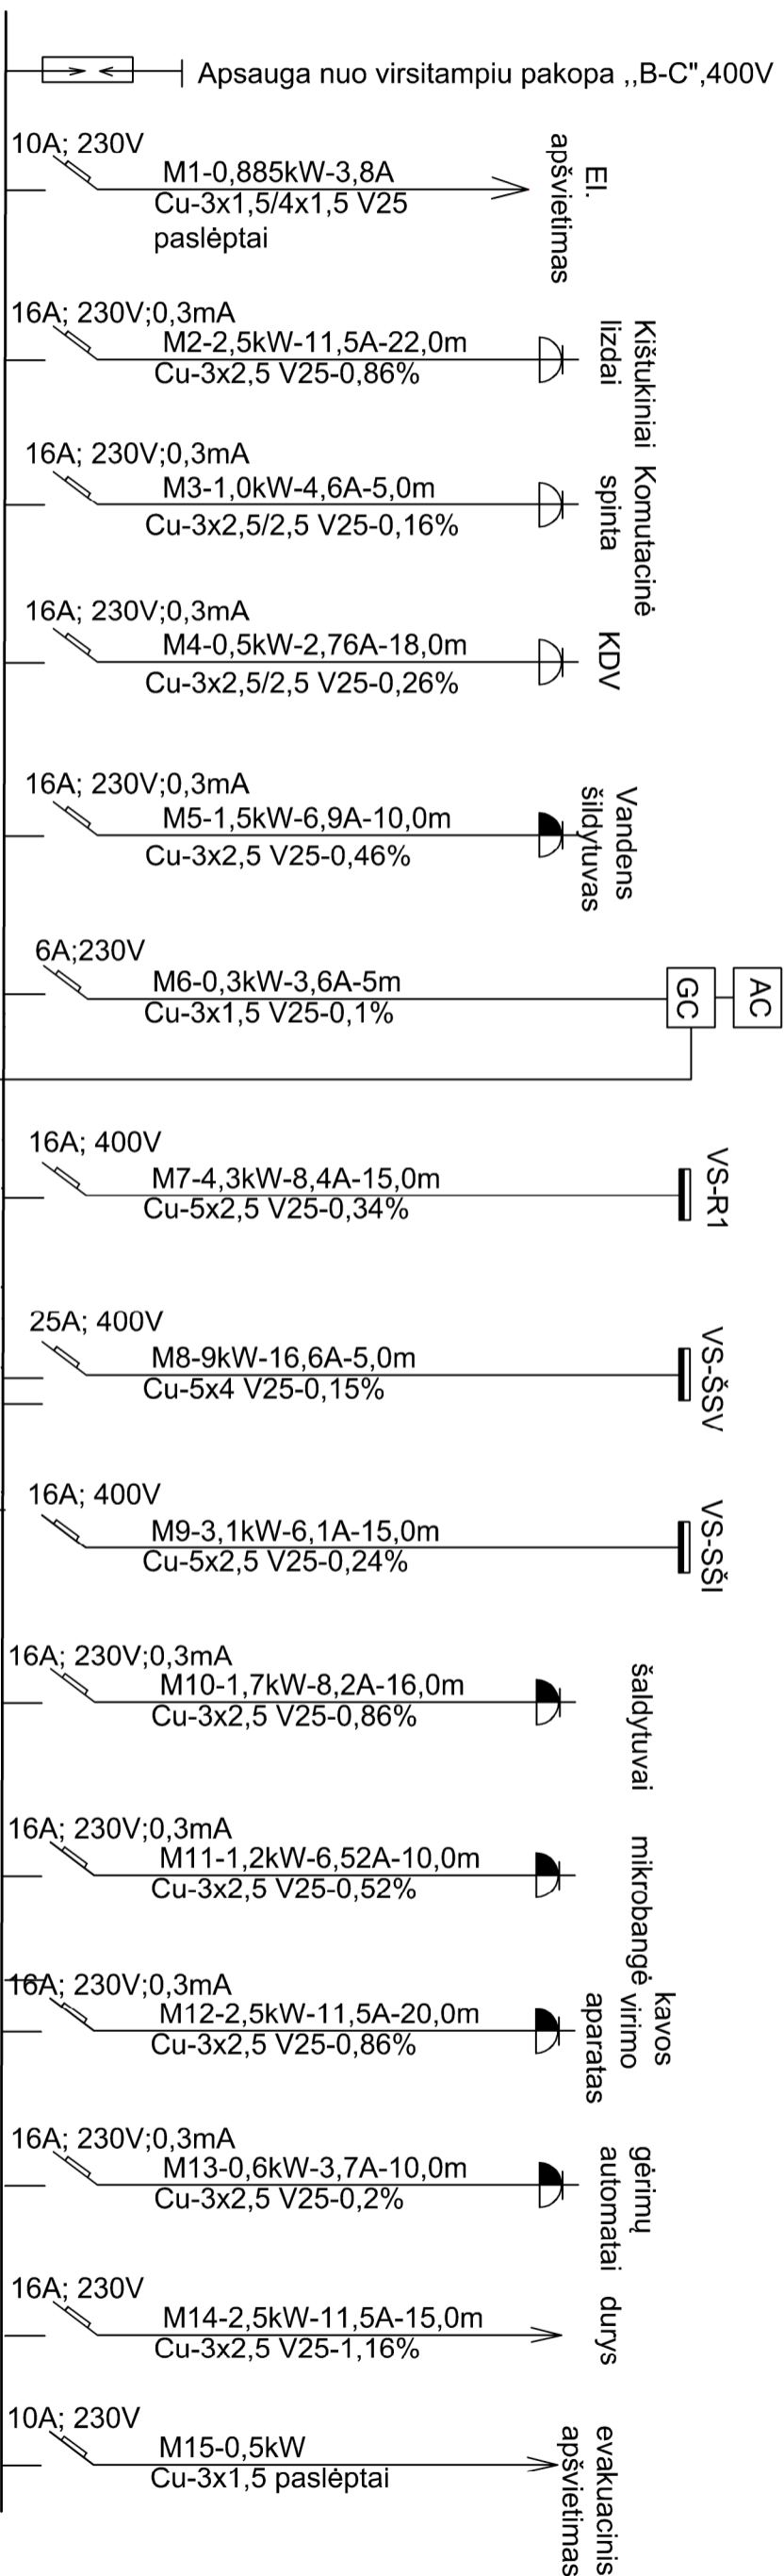 Apsauga nuo virsitampiu pakopa ,,B-C",400V
10A; 230V
M1-0,885kW-3,8A
Cu-3x1,5/4x1,5 V25
paslėptai
El.
apšvietimas
16A; 230V;0,3mA
M2-2,5kW-11,5A-22,0m
Cu-3x2,5 V25-0,86%
Kištukiniai
lizdai
16A; 230V;0,3mA
M3-1,0kW-4,6A-5,0m
Cu-3x2,5/2,5 V25-0,16%
Komutacinė
spinta
16A; 230V;0,3mA
M4-0,5kW-2,76A-18,0m
Cu-3x2,5/2,5 V25-0,26%
KDV
16A; 230V;0,3mA
M5-1,5kW-6,9A-10,0m
Cu-3x2,5 V25-0,46%
Vandens
šildytuvas
6A;230V
M6-0,3kW-3,6A-5m
Cu-3x1,5 V25-0,1%
GC
AC
16A; 400V
M7-4,3kW-8,4A-15,0m
Cu-5x2,5 V25-0,34%
VS-R1
25A; 400V
M8-9kW-16,6A-5,0m
Cu-5x4 V25-0,15%
VS-ŠSV
16A; 400V
M9-3,1kW-6,1A-15,0m
Cu-5x2,5 V25-0,24%
VS-SŠI
16A; 230V;0,3mA
M10-1,7kW-8,2A-16,0m
Cu-3x2,5 V25-0,86%
šaldytuvai
16A; 230V;0,3mA
M11-1,2kW-6,52A-10,0m
Cu-3x2,5 V25-0,52%
mikrobangė
16A; 230V;0,3mA
M12-2,5kW-11,5A-20,0m
Cu-3x2,5 V25-0,86%
kavos
virimo
aparatas
16A; 230V;0,3mA
M13-0,6kW-3,7A-10,0m
Cu-3x2,5 V25-0,2%
gėrimų
automatai
16A; 230V
M14-2,5kW-11,5A-15,0m
Cu-3x2,5 V25-1,16%
durys
10A; 230V
M15-0,5kW
Cu-3x1,5 paslėptai
evakuacinis
apšvietimas